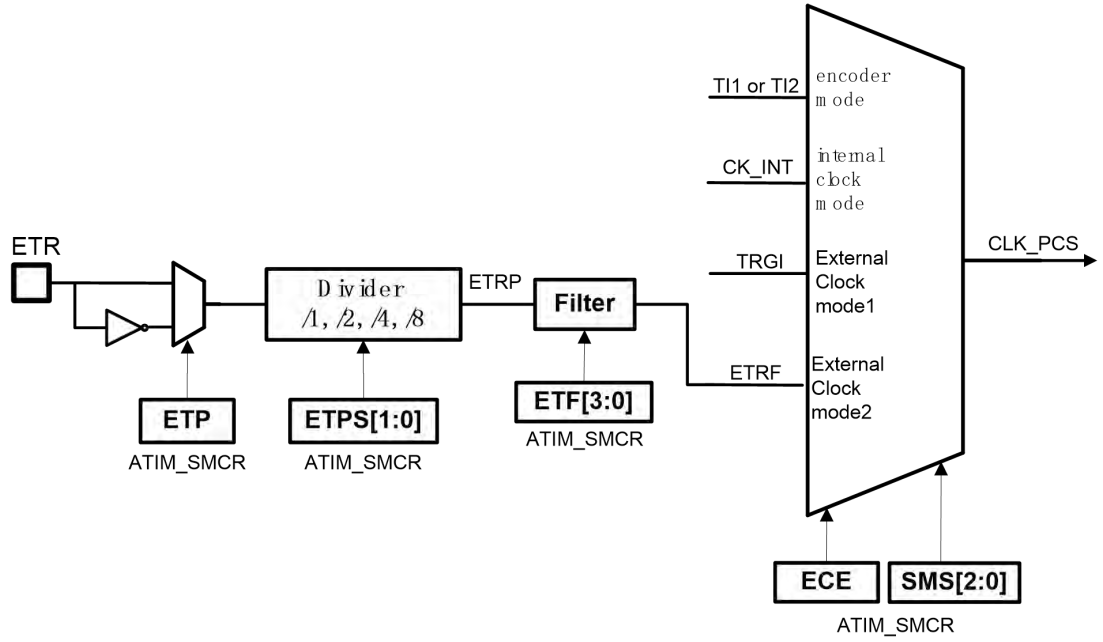 TI1 or TI2
encoder
mode
CK_INT
internal
clock
mode
ETR
TRGI
External
Clock
mode1
CLK_PCS
Divider
/1, /2, /4, /8
ETRP
Filter
ETRF
External
Clock
mode2
ETP
ATIM_SMCR
ETPS[1:0]
ATIM_SMCR
ETF[3:0]
ATIM_SMCR
ECE
SMS[2:0]
ATIM_SMCR